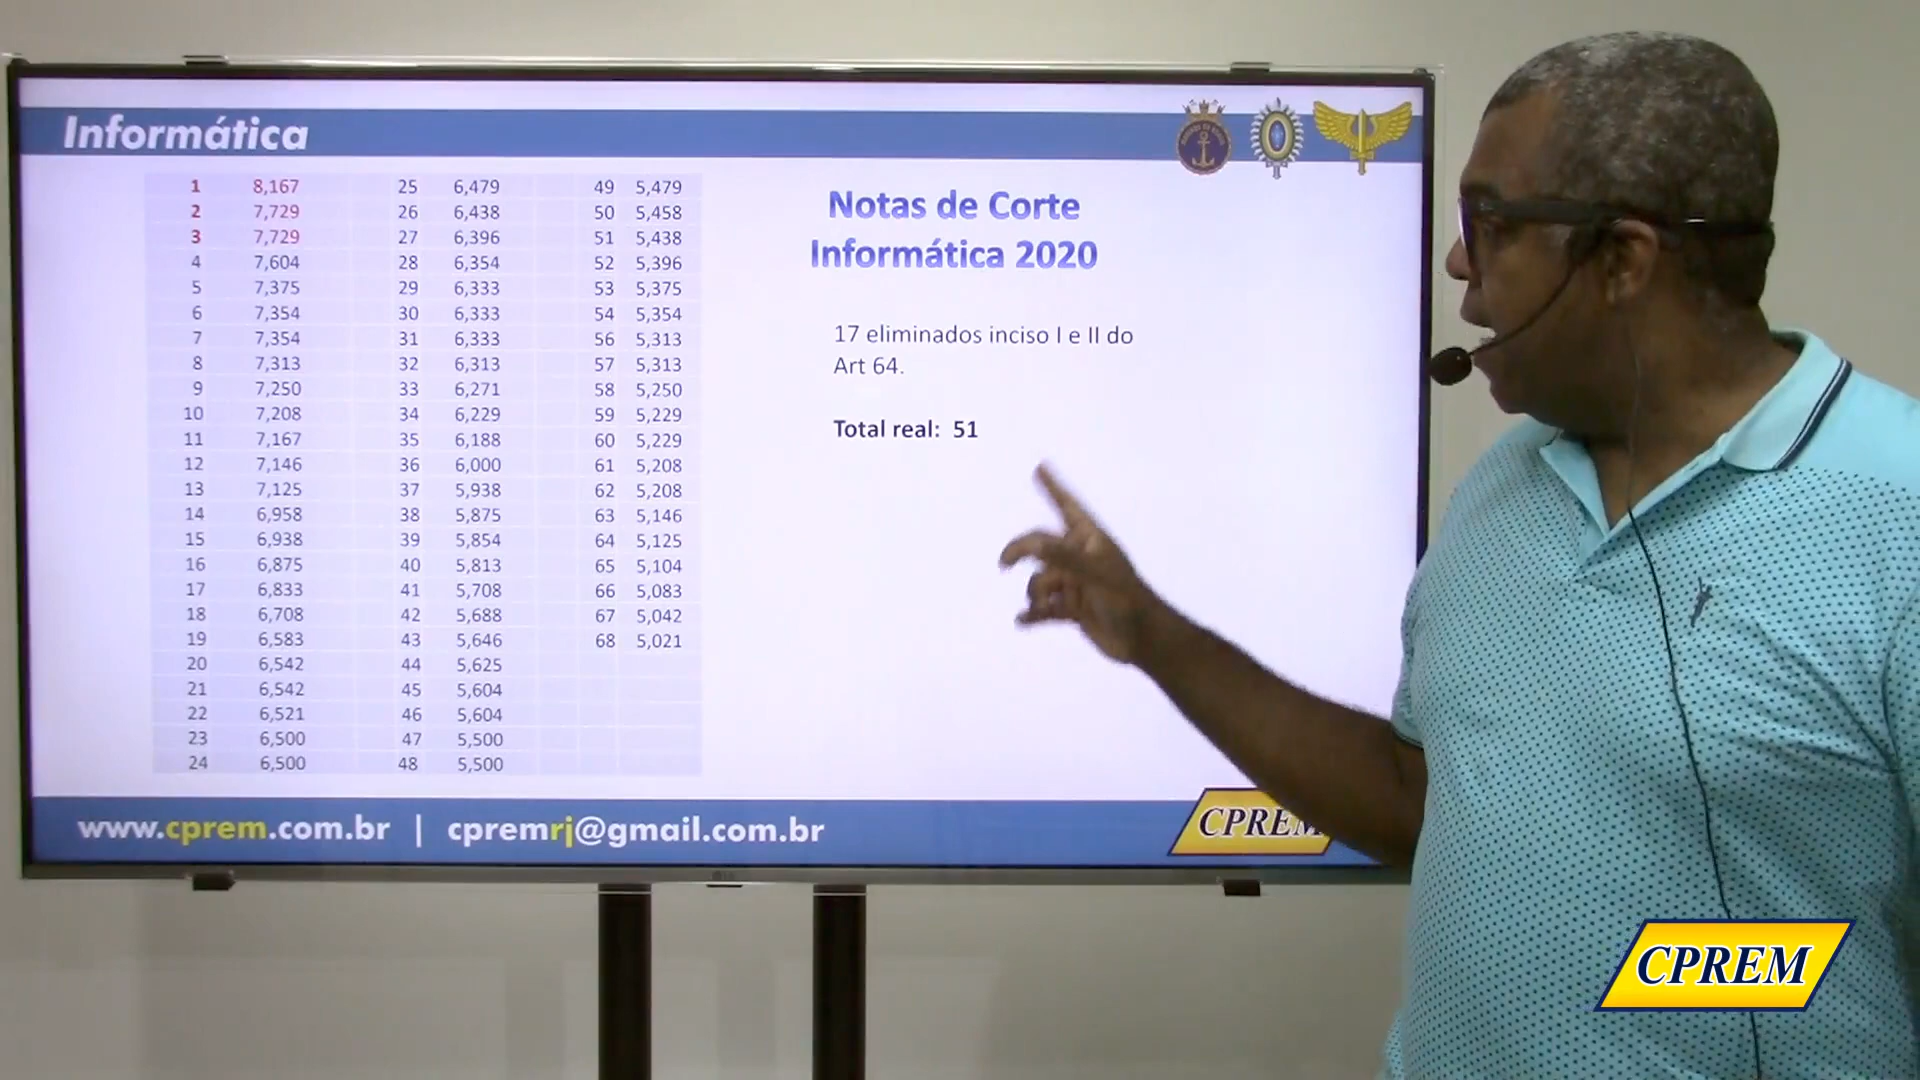 Informática
1 8,167 25 6,479 49 5,479
2 7,729 26 6,438 50 5,458
3 7,729 27 6,396 51 5,438
4 7,604 28 6,354 52 5,396
5 7,375 29 6,333 53 5,375
6 7,354 30 6,333 54 5,354
7 7,354 31 6,333 56 5,313
8 7,313 32 6,313 57 5,313
9 7,250 33 6,271 58 5,250
10 7,208 34 6,229 59 5,229
11 7,167 35 6,188 60 5,229
12 7,146 36 6,000 61 5,208
13 7,125 37 5,938 62 5,208
14 6,958 38 5,875 63 5,146
15 6,938 39 5,854 64 5,125
16 6,875 40 5,813 65 5,104
17 6,833 41 5,708 66 5,083
18 6,708 42 5,688 67 5,042
19 6,583 43 5,646 68 5,021
20 6,542 44 5,625
21 6,542 45 5,604
22 6,521 46 5,604
23 6,500 47 5,500
24 6,500 48 5,500
Notas de Corte
Informática 2020
17 eliminados inciso I e II do
Art 64.
Total real: 51
www.cprem.com.br | cpremrj@gmail.com.br
CPREM
CPREM